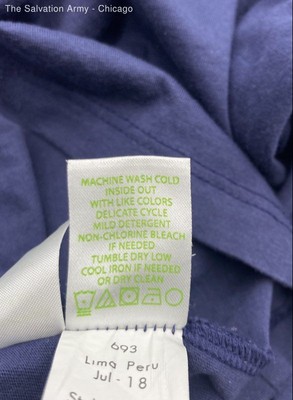 The Salvation Army - Chicago
MACHINE WASH COLD
INSIDE OUT
WITH LIKE COLORS
DELICATE CYCLE
MILD DETERGENT
NON-CHLORINE BLEACH
IF NEEDED
TUMBLE DRY LOW
COOL IRON IF NEEDED
OR DRY CLEAN
693
Lima Peru
Jul - 18